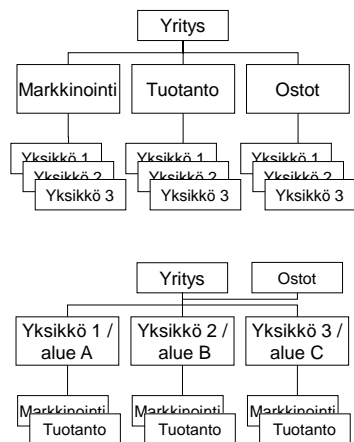 Yritys
Markkinointi
Tuotanto
Ostot
Yksikkö 1
Yksikkö 2
Yksikkö 3
Yksikkö 1
Yksikkö 2
Yksikkö 3
Yksikkö 1
Yksikkö 2
Yksikkö 3
Yritys
Ostot
Yksikkö 1 /
alue A
Yksikkö 2 /
alue B
Yksikkö 3 /
alue C
Markkinointi
Tuotanto
Markkinointi
Tuotanto
Markkinointi
Tuotanto